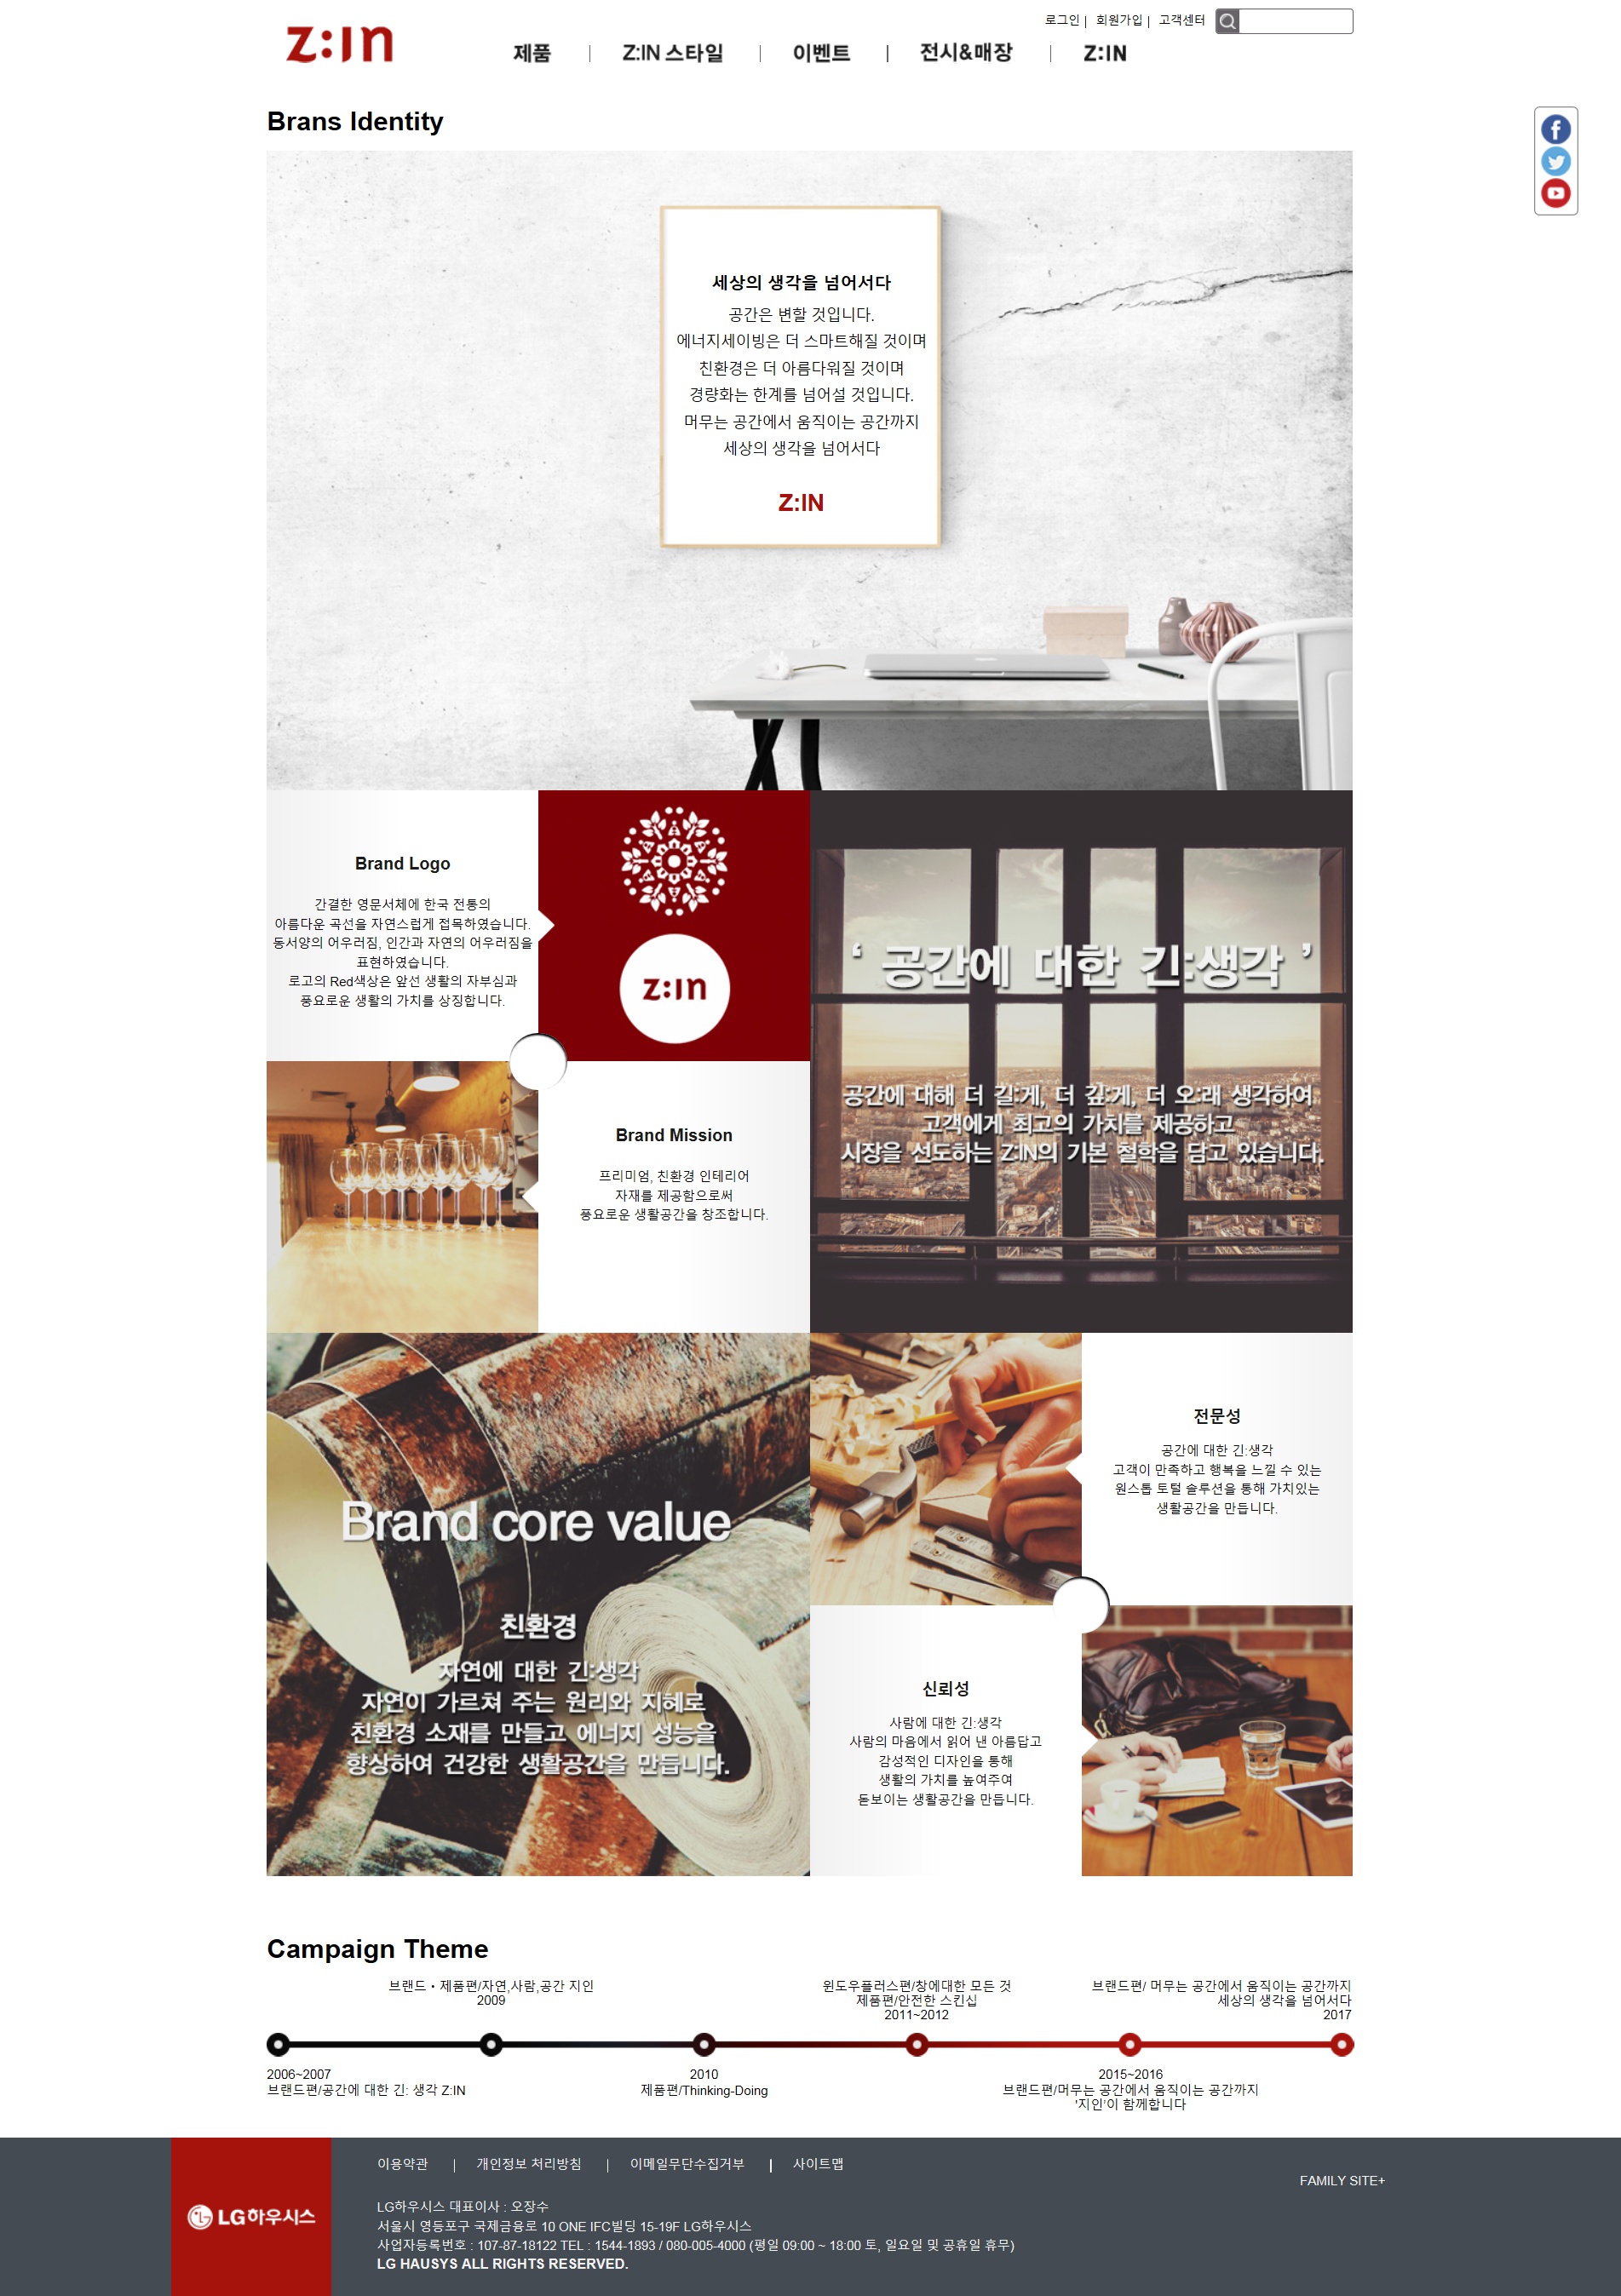 로그인 | 회원가입 | 고객센터
Z:IN
제품 | Z:IN 스타일 | 이벤트 | 전시&매장 | Z:IN
Brans Identity
세상의 생각을 넘어서다
공간은 변할 것입니다.
에너지세이빙은 더 스마트해질 것이며
친환경은 더 아름다워질 것이며
경량화는 한계를 넘어설 것입니다.
머무는 공간에서 움직이는 공간까지
세상의 생각을 넘어서다
Z:IN
Brand Logo
간결한 영문서체에 한국 전통의
아름다운 곡선을 자연스럽게 접목하였습니다.
동서양의 어우러짐, 인간과 자연의 어우러짐을
표현하였습니다.
로고의 Red색상은 앞선 생활의 자부심과
풍요로운 생활의 가치를 상징합니다.
Z:IN
‘ 공간에 대한 긴:생각 ’
공간에 대해 더 길:게, 더 깊:게, 더 오:래 생각하여
고객에게 최고의 가치를 제공하고
시장을 선도하는 Z:IN의 기본 철학을 담고 있습니다.
Brand Mission
프리미엄, 친환경 인테리어
자재를 제공함으로써
풍요로운 생활공간을 창조합니다.
Brand core value
친환경
자연에 대한 긴:생각
자연이 가르쳐 주는 원리와 지혜로
친환경 소재를 만들고 에너지 성능을
향상하여 건강한 생활공간을 만듭니다.
전문성
공간에 대한 긴:생각
고객이 만족하고 행복을 느낄 수 있는
원스톱 토털 솔루션을 통해 가치있는
생활공간을 만듭니다.
신뢰성
사람에 대한 긴:생각
사람의 마음에서 읽어 낸 아름답고
감성적인 디자인을 통해
생활의 가치를 높여주여
돋보이는 생활공간을 만듭니다.
Campaign Theme
브랜드 • 제품편/자연,사람,공간 지인
2009
윈도우플러스편/창에대한 모든 것
제품편/안전한 스킨십
2011~2012
브랜드편/ 머무는 공간에서 움직이는 공간까지
세상의 생각을 넘어서다
2017
2006~2007
브랜드편/공간에 대한 긴: 생각 Z:IN
2010
제품편/Thinking-Doing
2015~2016
브랜드편/머무는 공간에서 움직이는 공간까지
'지인'이 함께합니다
이용약관 | 개인정보 처리방침 | 이메일무단수집거부 | 사이트맵
FAMILY SITE+
LG하우시스
LG하우시스 대표이사 : 오장수
서울시 영등포구 국제금융로 10 ONE IFC빌딩 15-19F LG하우시스
사업자등록번호 : 107-87-18122 TEL : 1544-1893 / 080-005-4000 (평일 09:00 ~ 18:00 토, 일요일 및 공휴일 휴무)
LG HAUSYS ALL RIGHTS RESERVED.